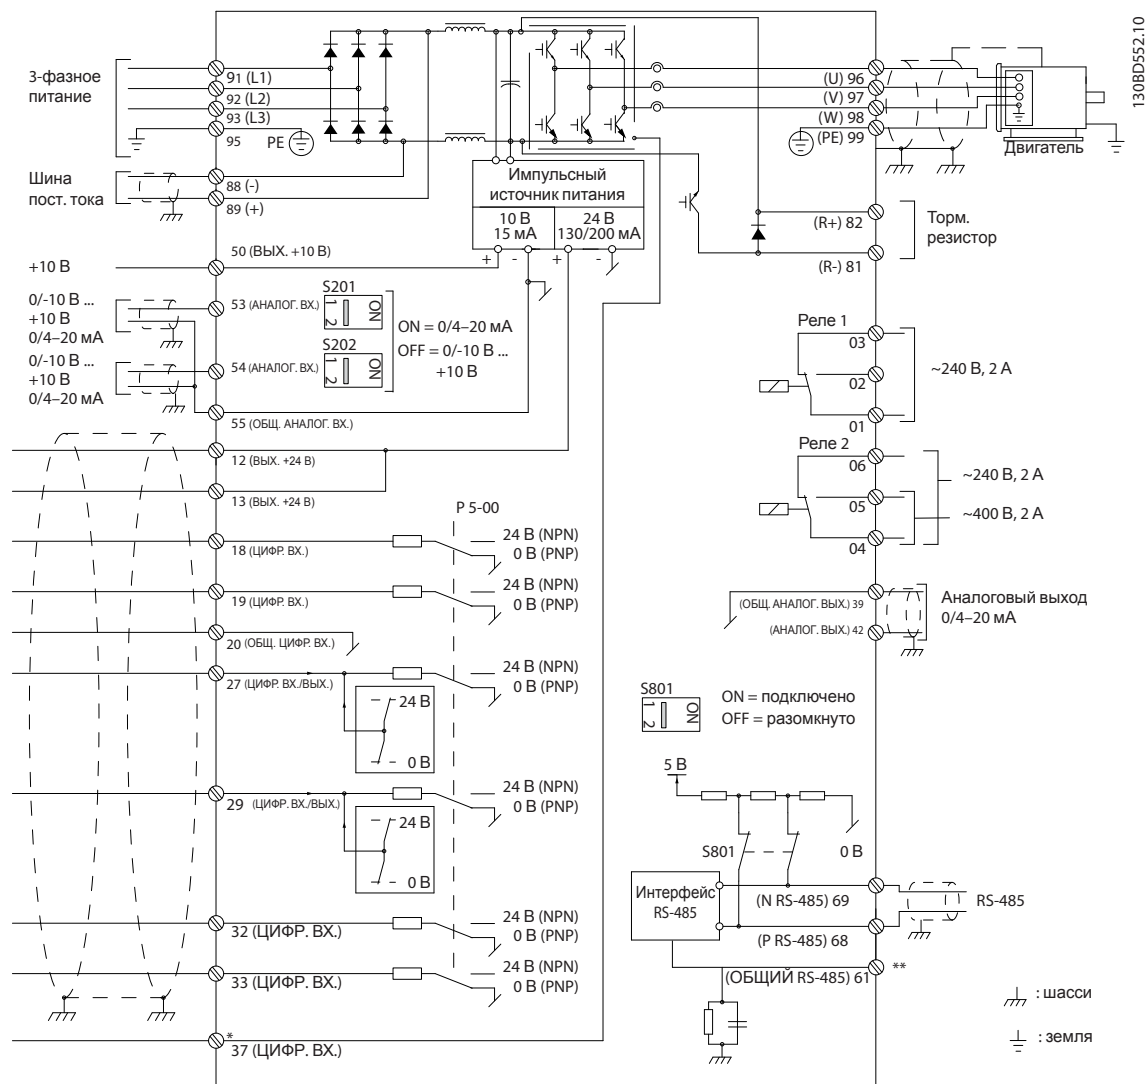 130BD552.10
3-фазное
питание
91 (L1)
92 (L2)
93 (L3)
95
PE
Шина
пост. тока
88 (-)
89 (+)
Импульсный
источник питания
10 В
15 мА
24 В
130/200 мА
+ - + -
(U) 96
(V) 97
(W) 98
(PE) 99
Двигатель
(R+) 82
(R-) 81
Торм.
резистор
+10 В
50 (ВЫХ. +10 В)
0/-10 В ...
+10 В
0/4–20 мА
53 (АНАЛОГ. ВХ.)
S201
1 2 ON
0/-10 В ...
+10 В
0/4–20 мА
54 (АНАЛОГ. ВХ.)
S202
1 2 ON
ON = 0/4–20 мА
OFF = 0/-10 В ...
+10 В
55 (ОБЩ. АНАЛОГ. ВХ.)
12 (ВЫХ. +24 В)
13 (ВЫХ. +24 В)
Реле 1
03
02
01
~240 В, 2 А
Реле 2
06
05
04
~240 В, 2 А
~400 В, 2 А
P 5-00
18 (ЦИФР. ВХ.)
24 В (NPN)
0 В (PNP)
19 (ЦИФР. ВХ.)
24 В (NPN)
0 В (PNP)
20 (ОБЩ. ЦИФР. ВХ.)
27 (ЦИФР. ВХ./ВЫХ.)
24 В (NPN)
0 В (PNP)
24 В
0 В
29 (ЦИФР. ВХ./ВЫХ.)
24 В (NPN)
0 В (PNP)
24 В
0 В
32 (ЦИФР. ВХ.)
24 В (NPN)
0 В (PNP)
33 (ЦИФР. ВХ.)
24 В (NPN)
0 В (PNP)
*
37 (ЦИФР. ВХ.)
(ОБЩ. АНАЛОГ. ВЫХ.) 39
(АНАЛОГ. ВЫХ.) 42
Аналоговый выход
0/4–20 мА
S801
1 2 ON
ON = подключено
OFF = разомкнуто
5 В
S801
0 В
Интерфейс
RS-485
(N RS-485) 69
(P RS-485) 68
RS-485
(ОБЩИЙ RS-485) 61
**
: шасси
: земля